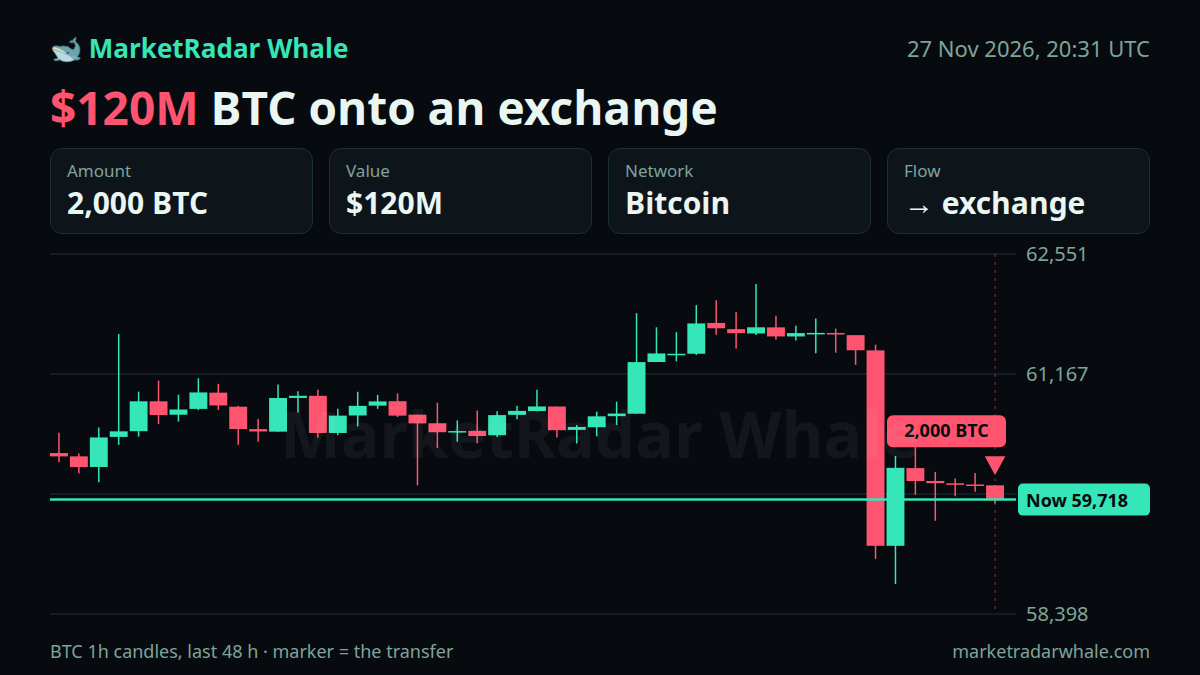 🐋 MarketRadar Whale
27 Nov 2026, 20:31 UTC
$120M BTC onto an exchange
Amount
2,000 BTC
Value
$120M
Network
Bitcoin
Flow
→ exchange
62,551
61,167
MarketRadar Whale
2,000 BTC
Now 59,718
58,398
BTC 1h candles, last 48 h · marker = the transfer
marketradarwhale.com